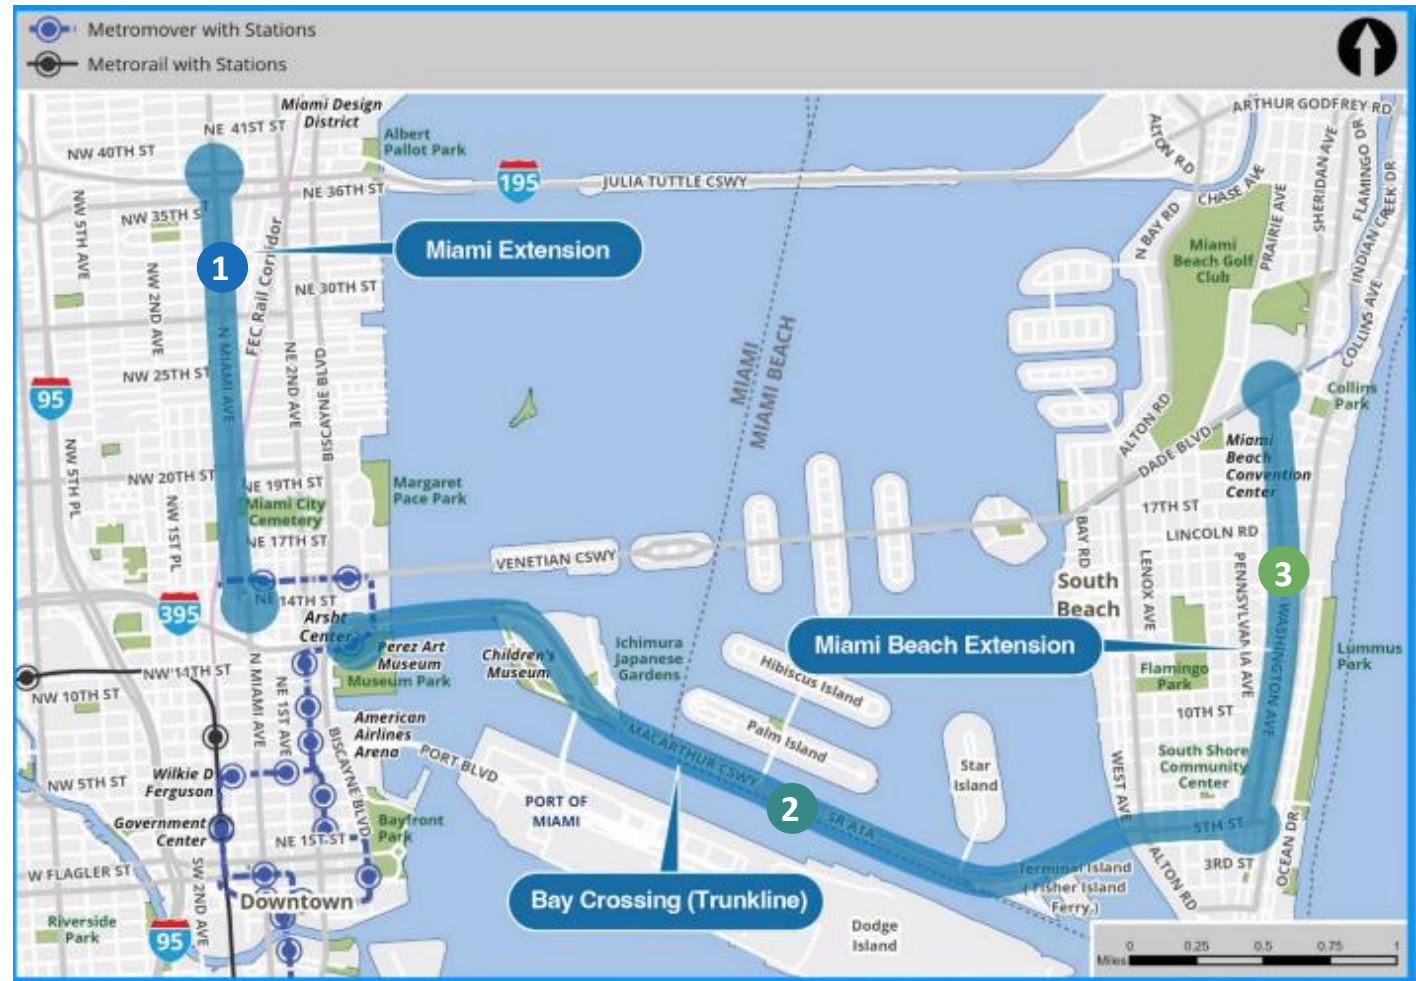 Metromover with Stations
Metrorail with Stations
Miami Design
District
NE 41ST ST
NW 40TH ST
Albert
Pallot Park
195
JULIA TUTTLE CSWY
NE 36TH ST
NW 35TH ST
NW 5TH AVE
NW 2ND AVE
1
Miami Extension
FEC Rail Corridor
NE 30TH ST
N MIAMI AVE
NE 2ND AVE
BISCAYNE BLVD
NW 25TH ST
95
NW 5TH PL
NW 20TH ST
NW 1ST PL
NE 19TH ST
Miami City
Cemetery
NE 17TH ST
Margaret
Pace Park
VENETIAN CSWY
395
NE 14TH ST
Arsht
Center
Perez Art
Museum
Museum Park
Children's
Museum
Ichimura
Japanese
Gardens
NW 11TH ST
NW 10TH ST
N MIAMI AVE
NE 1ST AVE
BISCAYNE BLVD
American
Airlines
Arena
PORT BLVD
NW 5TH ST
Wilkie D
Ferguson
Government
Center
NE 1ST ST
Bayfront
Park
W FLAGLER ST
SW 2ND AVE
Downtown
Riverside
Park
95
MIAMI
MIAMI BEACH
MACARTHUR CSWY
2
SR A1A
PORT OF
MIAMI
Bay Crossing (Trunkline)
Dodge
Island
Hibiscus Island
Palm Island
Star
Island
Terminal Island
( Fisher Island
Ferry )
Miami Beach Extension
ARTHUR GODFREY RD
ALTON RD
CHASE AVE
N BAY RD
PRAIRIE AVE
SHERIDAN AVE
FLAMINGO DR
INDIAN CREEK DR
COLLINS AVE
Miami
Beach Golf
Club
Collins
Park
ALTON RD
DADE BLVD
Miami
Beach
Convention
Center
17TH ST
LINCOLN RD
BAY RD
LENOX AVE
PENNSYLVANIA AVE
3
South
Beach
WASHINGTON AVE
Lummus
Park
Flamingo
Park
10TH ST
South Shore
Community
Center
WEST AVE
5TH ST
3RD ST
ALTON RD
OCEAN DR
0 0.25 0.5 0.75 1
Miles